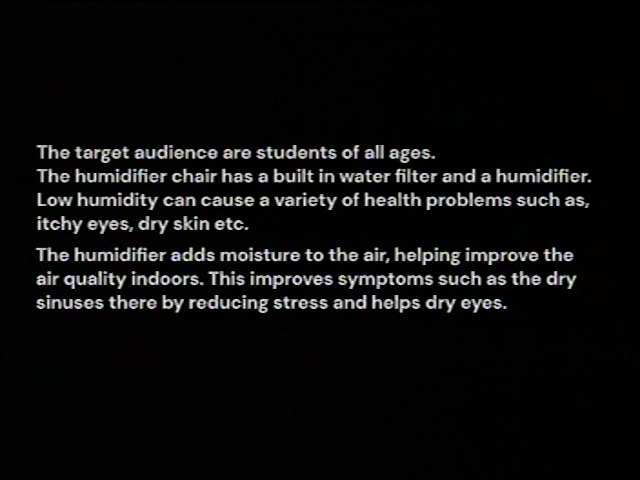 The target audience are students of all ages.
The humidifier chair has a built in water filter and a humidifier.
Low humidity can cause a variety of health problems such as,
itchy eyes, dry skin etc.
The humidifier adds moisture to the air, helping improve the
air quality indoors. This improves symptoms such as the dry
sinuses there by reducing stress and helps dry eyes.